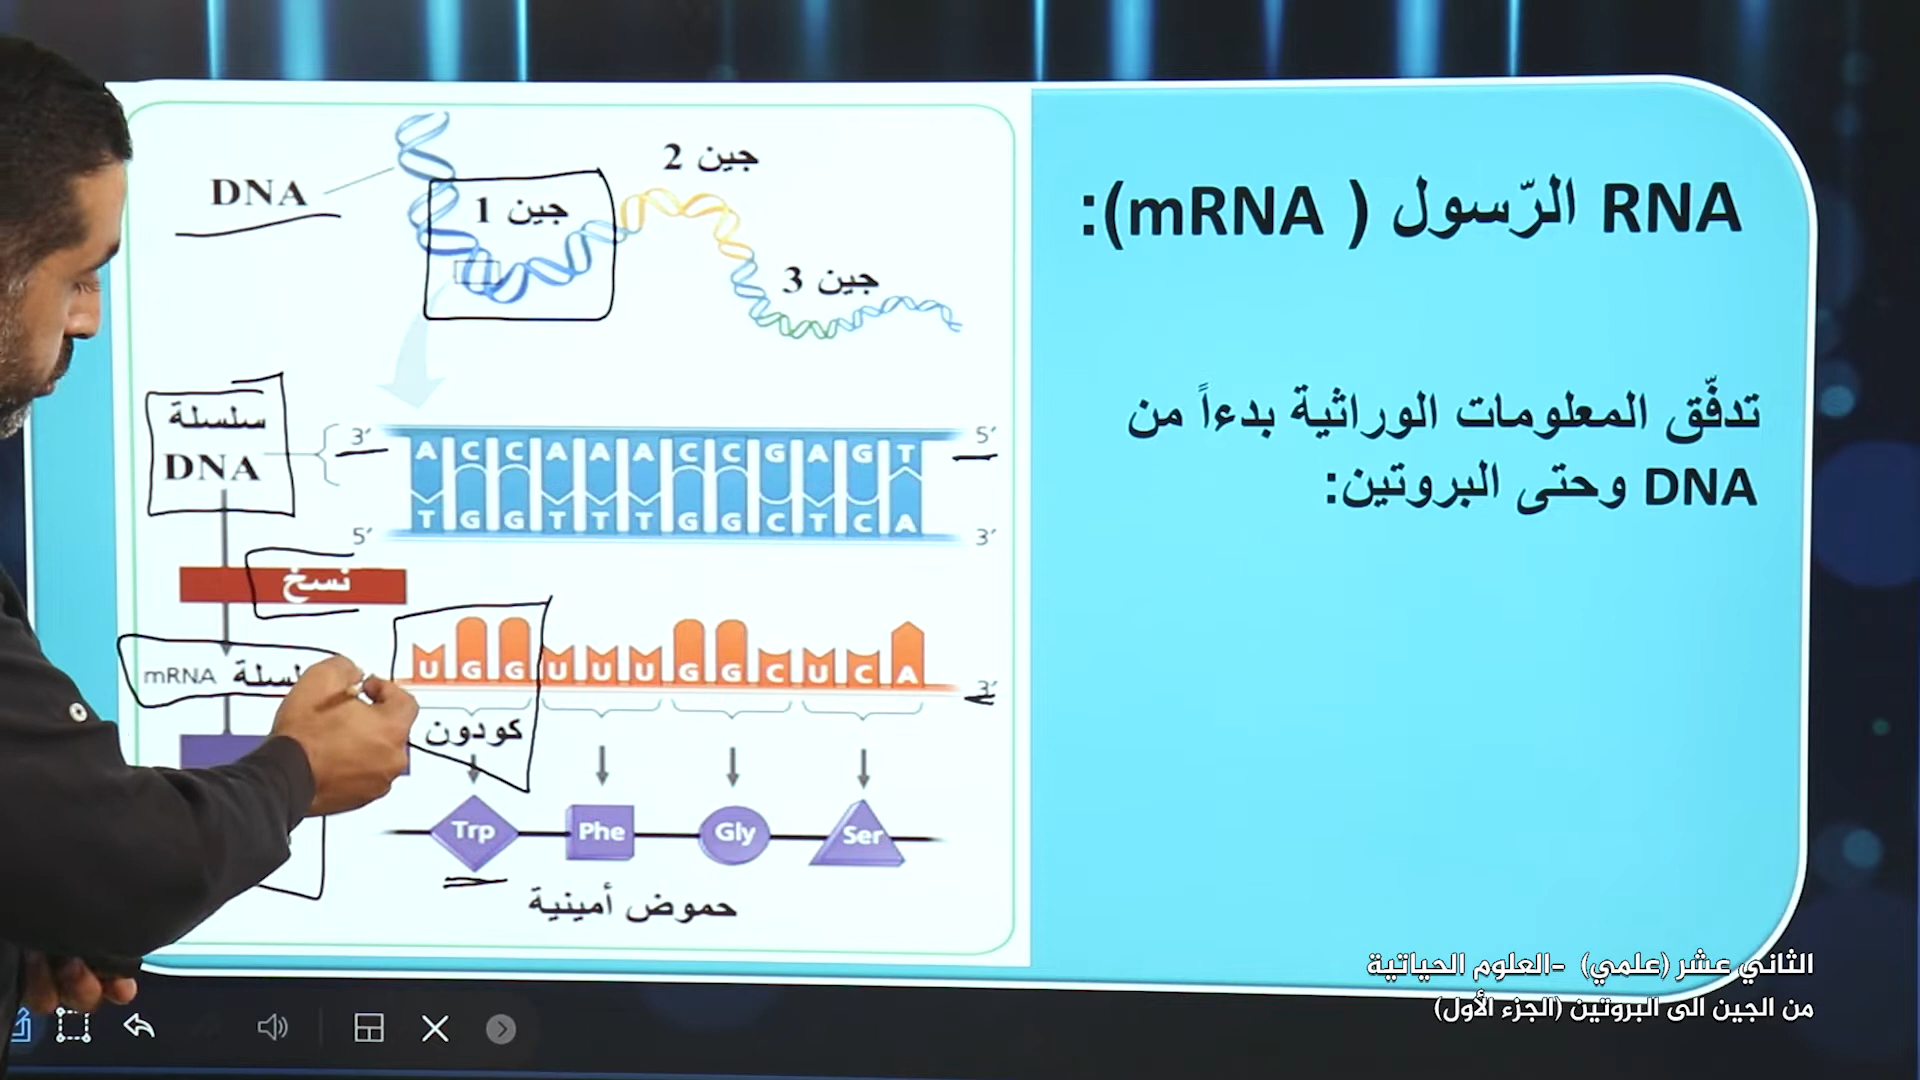 RNA الرّسول ( mRNA):
تدفّق المعلومات الوراثية بدءاً من
DNA وحتى البروتين:
DNA
جين 1
جين 2
جين 3
سلسلة
DNA
3′ A C C A A A C C G A G T 5′
5′ T G G T T T G G C T C A 3′
نسخ
mRNA
U G G U U U G G C U C A 3′
كودون
Trp Phe Gly Ser
حموض أمينية
الثاني عشر (علمي) -العلوم الحياتية
من الجين الى البروتين (الجزء الأول)